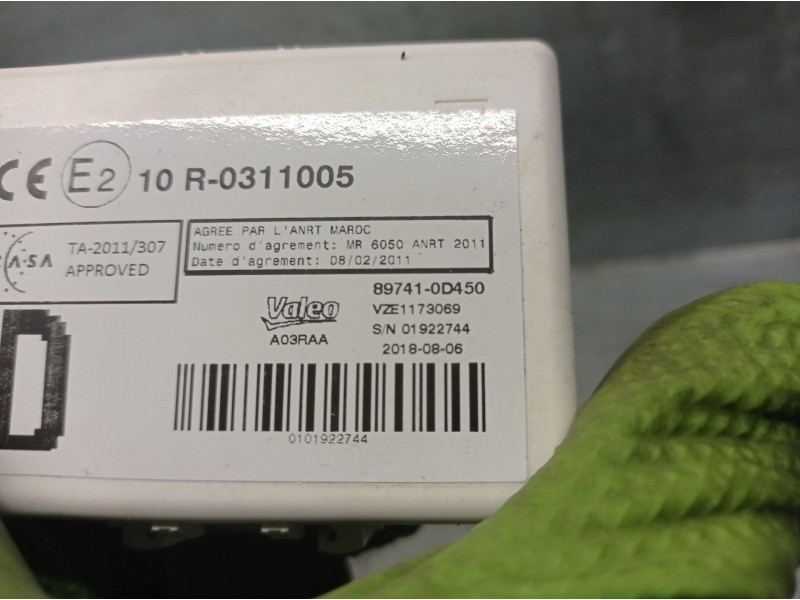 CE E2 10 R-0311005
TA-2011/307
APPROVED
AGREE PAR L'ANRT MAROC
Numero d'agrement: MR 6050 ANRT 2011
Date d'agrement: 08/02/2011
89741-0D450
Valeo
VZE1173069
A03RAA
S/N 01922744
2018-08-06
D
0101922744